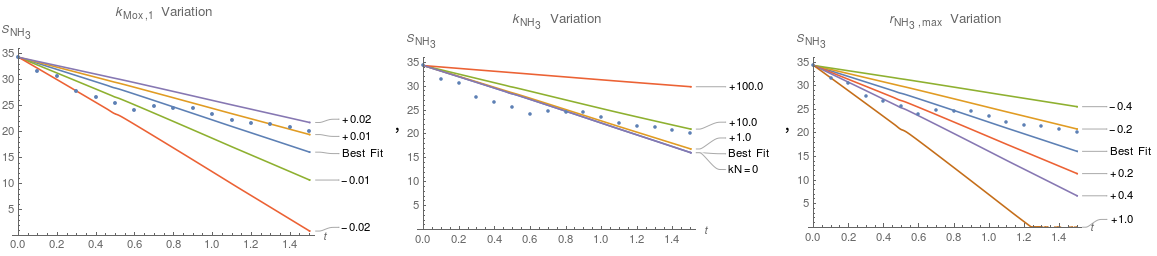 k_Mox,1 Variation
S_NH3
35
30
25
20
15
10
5
0.0 0.2 0.4 0.6 0.8 1.0 1.2 1.4
t
+0.02
+0.01
Best Fit
−0.01
−0.02
,
k_NH3 Variation
S_NH3
35
30
25
20
15
10
5
0.0 0.2 0.4 0.6 0.8 1.0 1.2 1.4
t
+100.0
+10.0
+1.0
Best Fit
kN=0
,
r_NH3,max Variation
S_NH3
35
30
25
20
15
10
5
0.0 0.2 0.4 0.6 0.8 1.0 1.2 1.4
t
−0.4
−0.2
Best Fit
+0.2
+0.4
+1.0